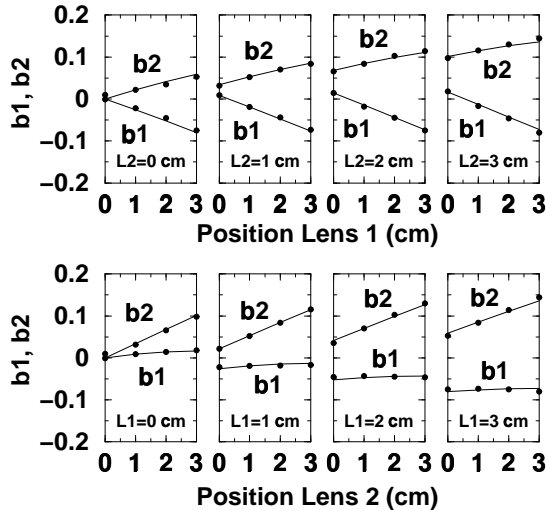 b1, b2
0.2
0.1
0
−0.1
−0.2
b2
b1
L2=0 cm
b2
b1
L2=1 cm
b2
b1
L2=2 cm
b2
b1
L2=3 cm
0 1 2 3 0 1 2 3 0 1 2 3 0 1 2 3
Position Lens 1 (cm)
b1, b2
0.2
0.1
0
−0.1
−0.2
b2
b1
L1=0 cm
b2
b1
L1=1 cm
b2
b1
L1=2 cm
b2
b1
L1=3 cm
0 1 2 3 0 1 2 3 0 1 2 3 0 1 2 3
Position Lens 2 (cm)